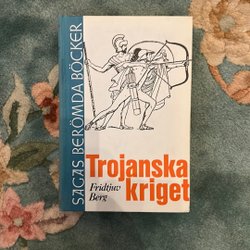 SAGAS BERÖMDA BÖCKER
Trojanska
kriget
Fridtjuv
Berg